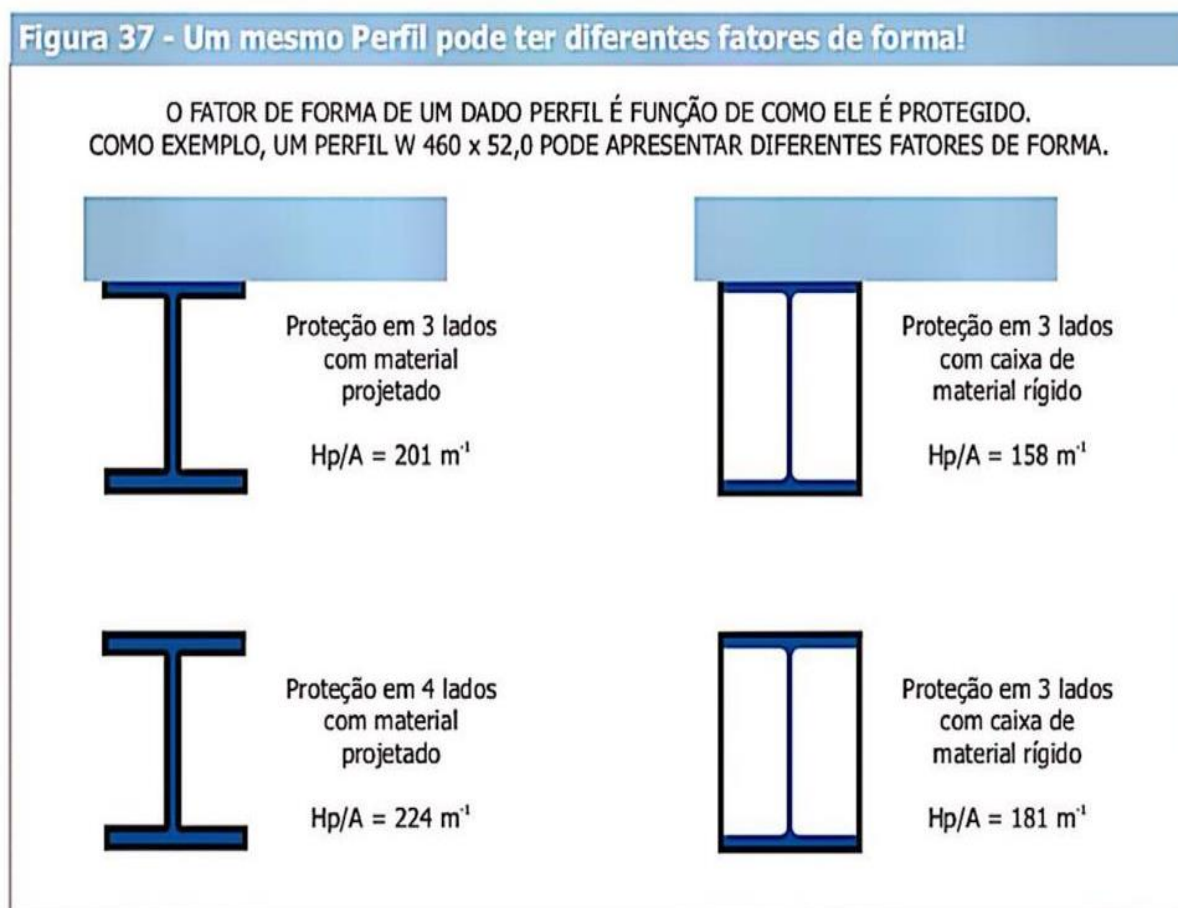 Figura 37 - Um mesmo Perfil pode ter diferentes fatores de forma!
O FATOR DE FORMA DE UM DADO PERFIL É FUNÇÃO DE COMO ELE É PROTEGIDO.
COMO EXEMPLO, UM PERFIL W 460 x 52,0 PODE APRESENTAR DIFERENTES FATORES DE FORMA.
Proteção em 3 lados
com material
projetado
Hp/A = 201 m⁻¹
Proteção em 3 lados
com caixa de
material rígido
Hp/A = 158 m⁻¹
Proteção em 4 lados
com material
projetado
Hp/A = 224 m⁻¹
Proteção em 3 lados
com caixa de
material rígido
Hp/A = 181 m⁻¹